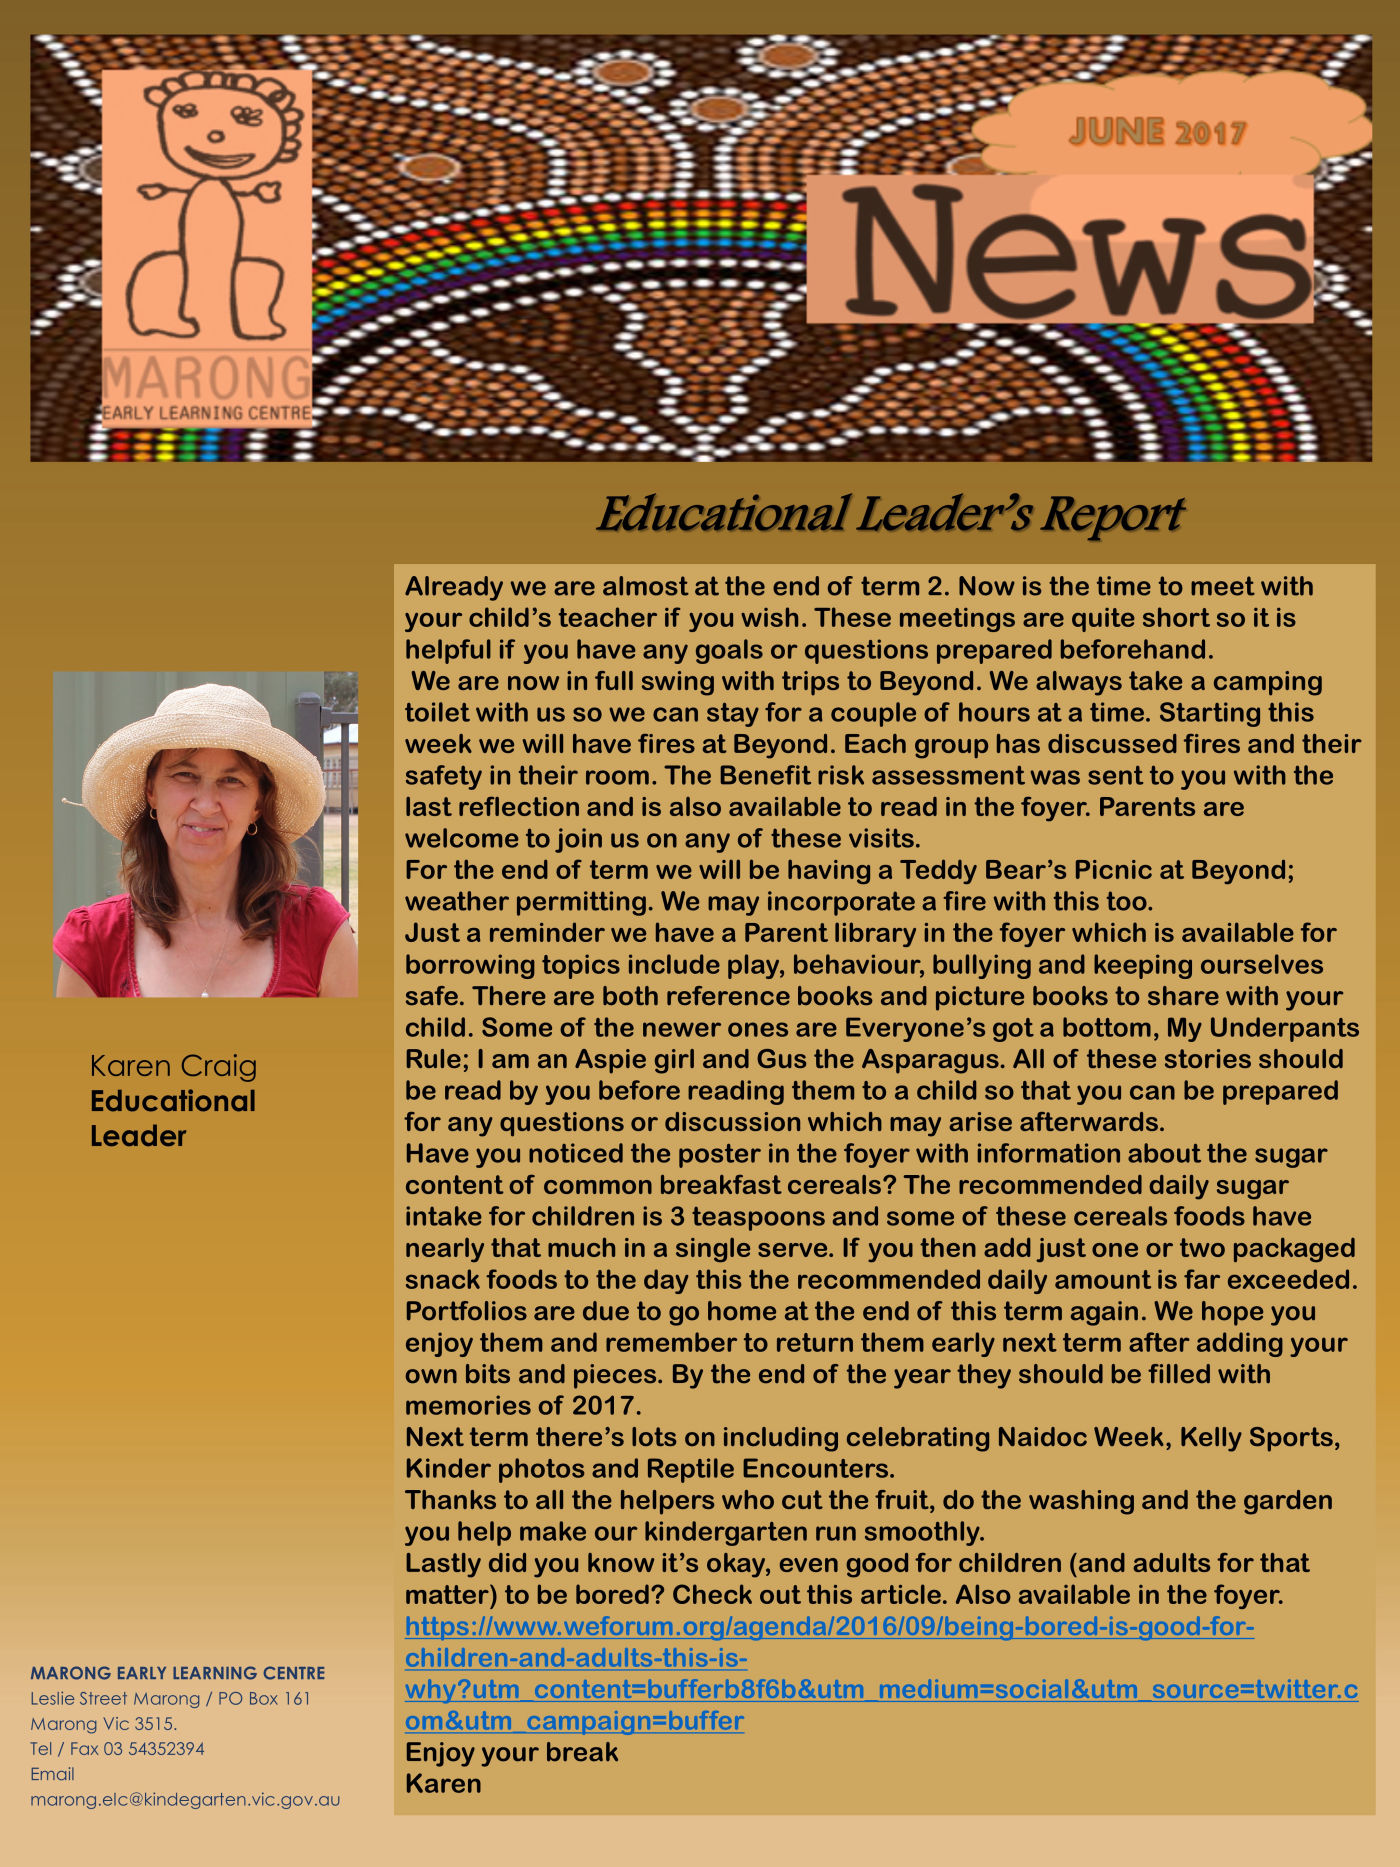 JUNE 2017
News
MARONG
EARLY LEARNING CENTRE
Educational Leader's Report
Already we are almost at the end of term 2. Now is the time to meet with
your child's teacher if you wish. These meetings are quite short so it is
helpful if you have any goals or questions prepared beforehand.
We are now in full swing with trips to Beyond. We always take a camping
toilet with us so we can stay for a couple of hours at a time. Starting this
week we will have fires at Beyond. Each group has discussed fires and their
safety in their room. The Benefit risk assessment was sent to you with the
last reflection and is also available to read in the foyer. Parents are
welcome to join us on any of these visits.
For the end of term we will be having a Teddy Bear's Picnic at Beyond;
weather permitting. We may incorporate a fire with this too.
Just a reminder we have a Parent library in the foyer which is available for
borrowing topics include play, behaviour, bullying and keeping ourselves
safe. There are both reference books and picture books to share with your
child. Some of the newer ones are Everyone's got a bottom, My Underpants
Rule; I am an Aspie girl and Gus the Asparagus. All of these stories should
be read by you before reading them to a child so that you can be prepared
for any questions or discussion which may arise afterwards.
Have you noticed the poster in the foyer with information about the sugar
content of common breakfast cereals? The recommended daily sugar
intake for children is 3 teaspoons and some of these cereals foods have
nearly that much in a single serve. If you then add just one or two packaged
snack foods to the day this the recommended daily amount is far exceeded.
Portfolios are due to go home at the end of this term again. We hope you
enjoy them and remember to return them early next term after adding your
own bits and pieces. By the end of the year they should be filled with
memories of 2017.
Next term there's lots on including celebrating Naidoc Week, Kelly Sports,
Kinder photos and Reptile Encounters.
Thanks to all the helpers who cut the fruit, do the washing and the garden
you help make our kindergarten run smoothly.
Lastly did you know it's okay, even good for children (and adults for that
matter) to be bored? Check out this article. Also available in the foyer.
https://www.weforum.org/agenda/2016/09/being-bored-is-good-for-
children-and-adults-this-is-
why?utm_content=bufferb8f6b&utm_medium=social&utm_source=twitter.c
om&utm_campaign=buffer
Enjoy your break
Karen
Karen Craig
Educational
Leader
MARONG EARLY LEARNING CENTRE
Leslie Street Marong / PO Box 161
Marong Vic 3515.
Tel / Fax 03 54352394
Email
marong.elc@kindegarten.vic.gov.au